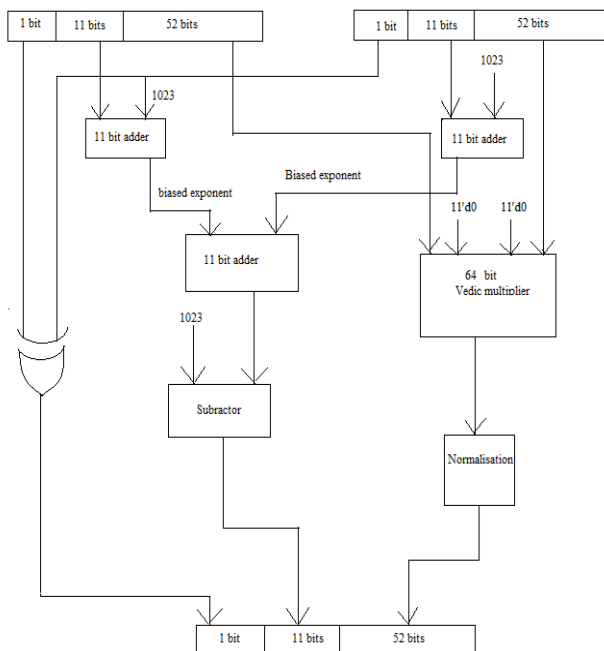 1 bit 11 bits 52 bits
1 bit 11 bits 52 bits
1023
1023
11 bit adder
11 bit adder
biased exponent
Biased exponent
11'd0 11'd0
11 bit adder
64 bit
Vedic multiplier
1023
Subractor
Normalisation
1 bit 11 bits 52 bits